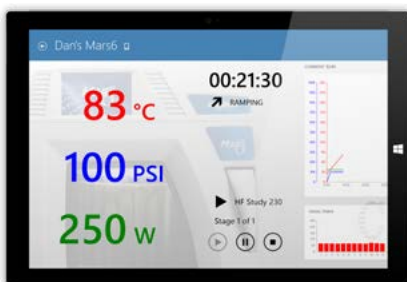 Dan's Mars6
83 °C
100 PSI
250 W
00:21:30
RAMPING
HF Study 230
Stage 1 of 1